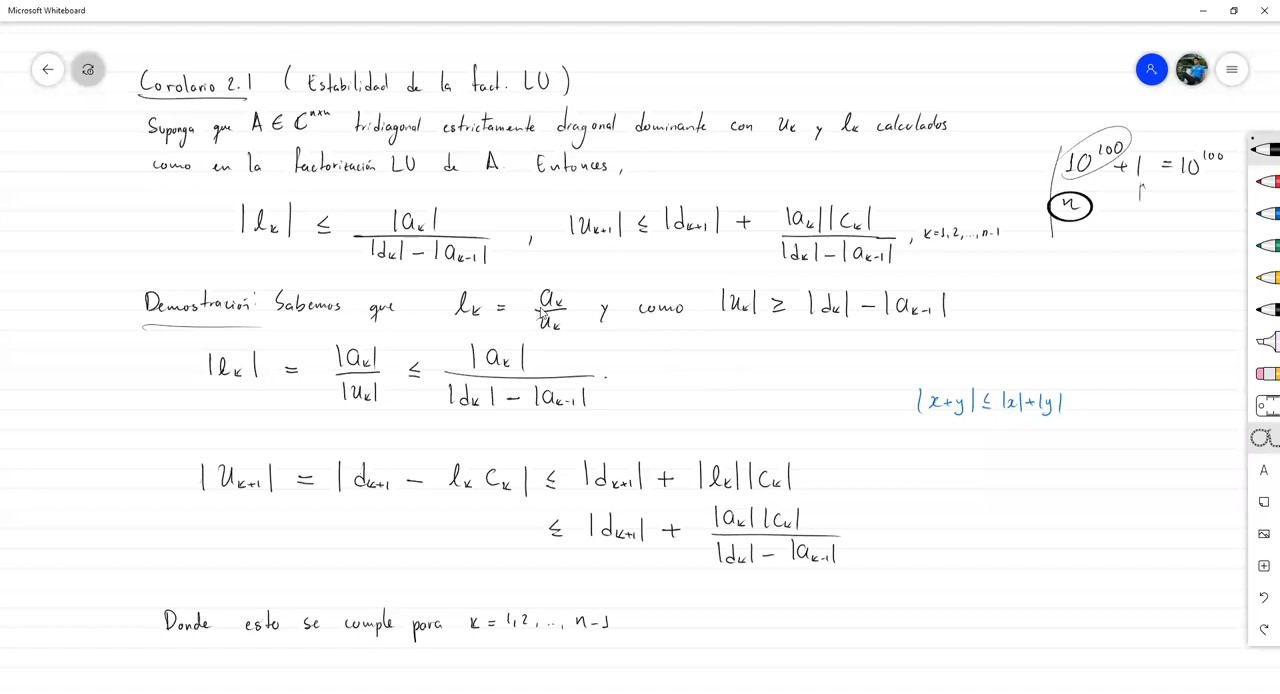 Microsoft Whiteboard
Corolario 2.1 ( Estabilidad de la fact. LU )
Suponga que A ∈ C^{n×n} tridiagonal estrictamente dragonal dominante con u_k y l_k calculados
como en la factorización LU de A. Entonces,
|l_k| ≤ |a_k| / (|d_k| - |a_{k-1}|) , |u_{k+1}| ≤ |d_{k+1}| + |a_k||c_k| / (|d_k| - |a_{k-1}|) , k=1,2,...,n-1
10^{100} + 1 = 10^{100}
n
Demostración: Sabemos que l_k = a_k / u_k y como |u_k| ≥ |d_k| - |a_{k-1}|
|l_k| = |a_k| / |u_k| ≤ |a_k| / (|d_k| - |a_{k-1}|) .
|x+y| ≤ |x|+|y|
|u_{k+1}| = |d_{k+1} - l_k c_k| ≤ |d_{k+1}| + |l_k||c_k|
≤ |d_{k+1}| + |a_k||c_k| / (|d_k| - |a_{k-1}|)
Donde esto se cumple para k = 1,2,...,n-1